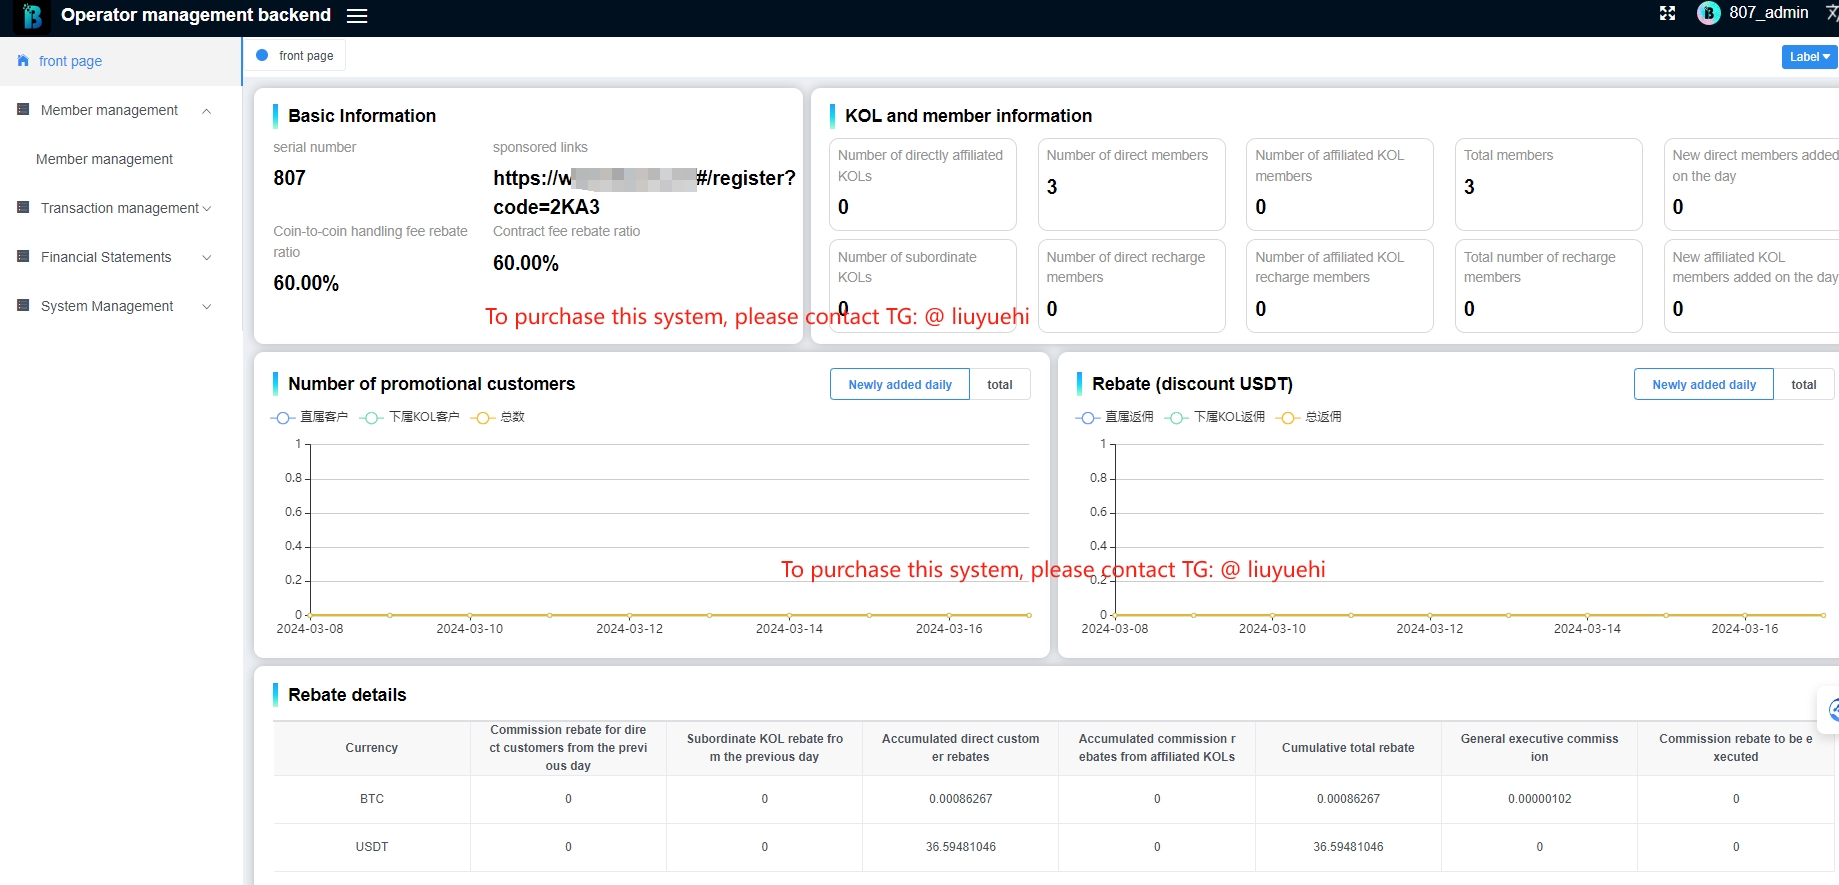 Operator management backend
807_admin
front page
front page
Label
Member management
Member management
Transaction management
Financial Statements
System Management
Basic Information
serial number
807
sponsored links
https://w
#/register?
code=2KA3
Coin-to-coin handling fee rebate
ratio
60.00%
Contract fee rebate ratio
60.00%
KOL and member information
Number of directly affiliated
KOLs
0
Number of direct members
3
Number of affiliated KOL
members
0
Total members
3
New direct members added
on the day
0
Number of subordinate
KOLs
0
Number of direct recharge
members
0
Number of affiliated KOL
recharge members
0
Total number of recharge
members
0
New affiliated KOL
members added on the day
0
To purchase this system, please contact TG: @ liuyuehi
Number of promotional customers
Newly added daily
total
直属客户
下属KOL客户
总数
1
0.8
0.6
0.4
0.2
0
2024-03-08
2024-03-10
2024-03-12
2024-03-14
2024-03-16
Rebate (discount USDT)
Newly added daily
total
直属返佣
下属KOL返佣
总返佣
1
0.8
0.6
0.4
0.2
0
2024-03-08
2024-03-10
2024-03-12
2024-03-14
2024-03-16
To purchase this system, please contact TG: @ liuyuehi
Rebate details
Currency
Commission rebate for dire
ct customers from the previ
ous day
Subordinate KOL rebate fro
m the previous day
Accumulated direct custom
er rebates
Accumulated commission r
ebates from affiliated KOLs
Cumulative total rebate
General executive commiss
ion
Commission rebate to be e
xecuted
BTC
0
0
0.00086267
0
0.00086267
0.00000102
0
USDT
0
0
36.59481046
0
36.59481046
0
0